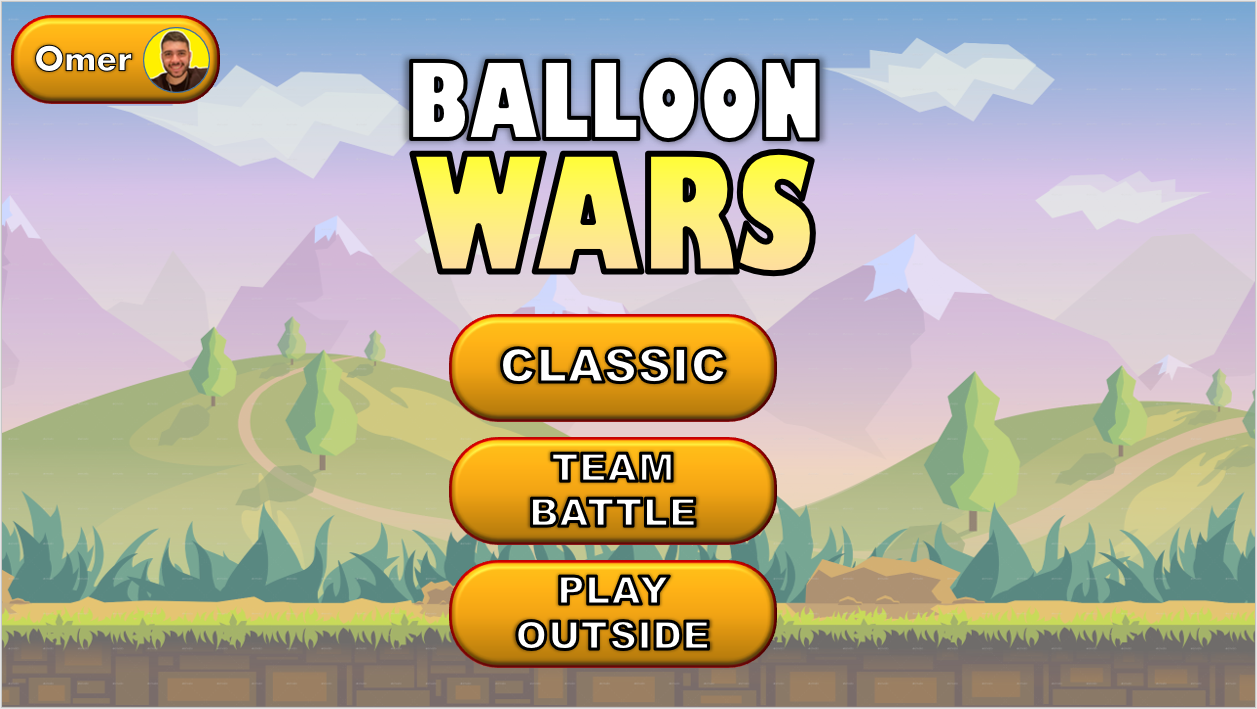 Omer
BALLOON
WARS
CLASSIC
TEAM
BATTLE
PLAY
OUTSIDE